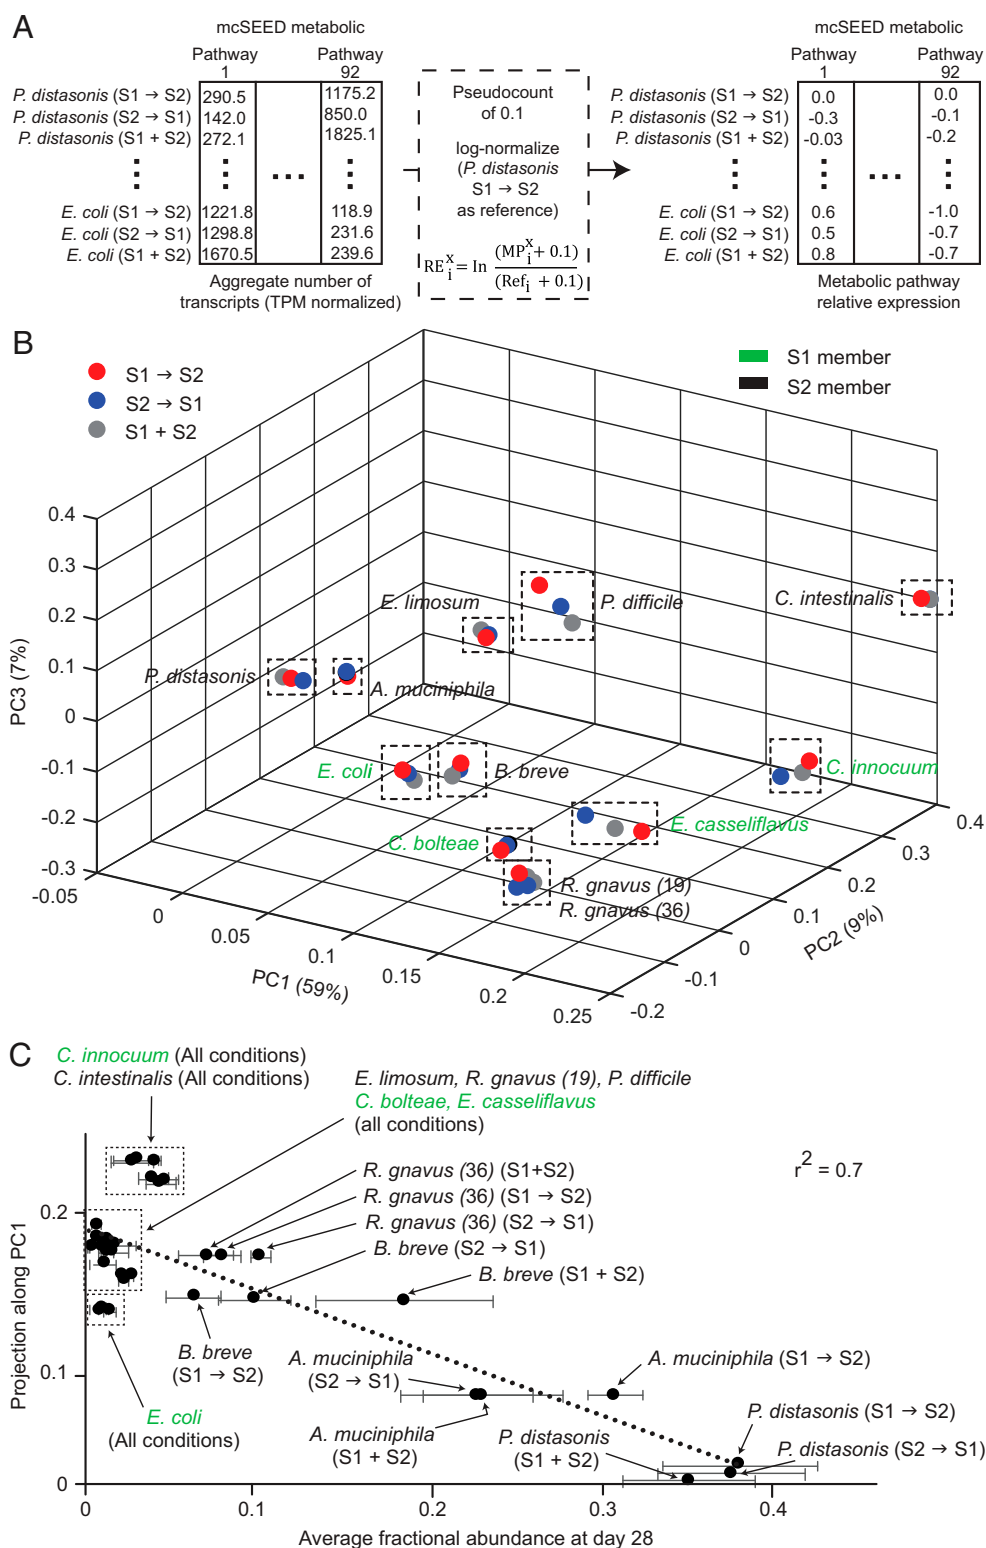 A
mcSEED metabolic
Pathway 1
Pathway 92
P. distasonis (S1 → S2) 290.5 1175.2
P. distasonis (S2 → S1) 142.0 850.0
P. distasonis (S1 + S2) 272.1 1825.1
...
E. coli (S1 → S2) 1221.8 118.9
E. coli (S2 → S1) 1298.8 231.6
E. coli (S1 + S2) 1670.5 239.6
Aggregate number of
transcripts (TPM normalized)
Pseudocount
of 0.1
log-normalize
(P. distasonis
S1 → S2
as reference)
RE_i^x = ln (MP_i^x + 0.1) / (Ref_i + 0.1)
mcSEED metabolic
Pathway 1
Pathway 92
P. distasonis (S1 → S2) 0.0 0.0
P. distasonis (S2 → S1) -0.3 -0.1
P. distasonis (S1 + S2) -0.03 -0.2
...
E. coli (S1 → S2) 0.6 -1.0
E. coli (S2 → S1) 0.5 -0.7
E. coli (S1 + S2) 0.8 -0.7
Metabolic pathway
relative expression
B
S1 → S2
S2 → S1
S1 + S2
S1 member
S2 member
PC3 (7%)
0.4
0.3
0.2
0.1
0
-0.1
-0.2
-0.3
E. limosum
P. difficile
C. intestinalis
P. distasonis
A. muciniphila
E. coli
B. breve
C. innocuum
C. bolteae
E. casseliflavus
R. gnavus (19)
R. gnavus (36)
-0.05
0
0.05
0.1
0.15
0.2
0.25
PC1 (59%)
-0.2
-0.1
0
0.1
0.2
0.3
0.4
PC2 (9%)
C
C. innocuum (All conditions)
C. intestinalis (All conditions)
E. limosum, R. gnavus (19), P. difficile
C. bolteae, E. casseliflavus
(all conditions)
r² = 0.7
R. gnavus (36) (S1+S2)
R. gnavus (36) (S1 → S2)
R. gnavus (36) (S2 → S1)
B. breve (S2 → S1)
B. breve (S1 + S2)
B. breve
(S1 → S2)
A. muciniphila
(S2 → S1)
A. muciniphila (S1 → S2)
E. coli
(All conditions)
A. muciniphila
(S1 + S2)
P. distasonis
(S1 + S2)
P. distasonis (S1 → S2)
P. distasonis (S2 → S1)
Projection along PC1
0.2
0.1
0
0
0.1
0.2
0.3
0.4
Average fractional abundance at day 28